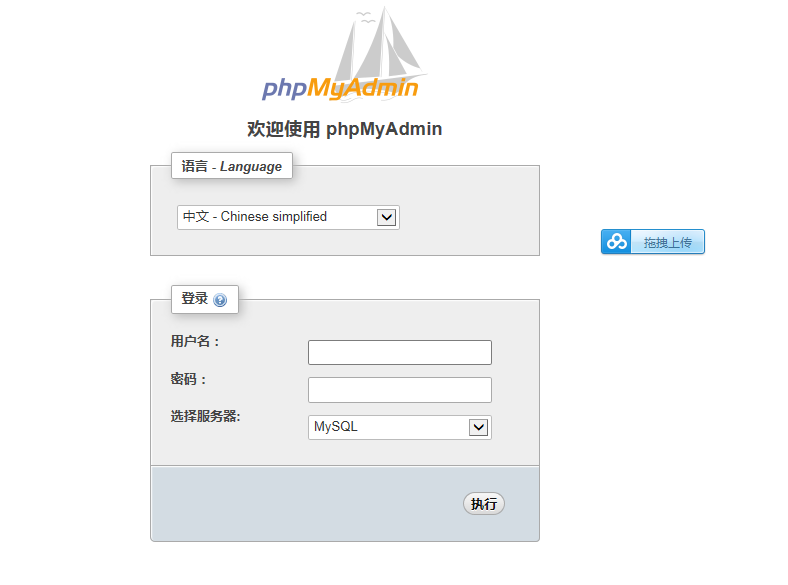 phpMyAdmin
欢迎使用 phpMyAdmin
语言 - Language
中文 - Chinese simplified
拖拽上传
登录
用户名：
密码：
选择服务器:
MySQL
执行